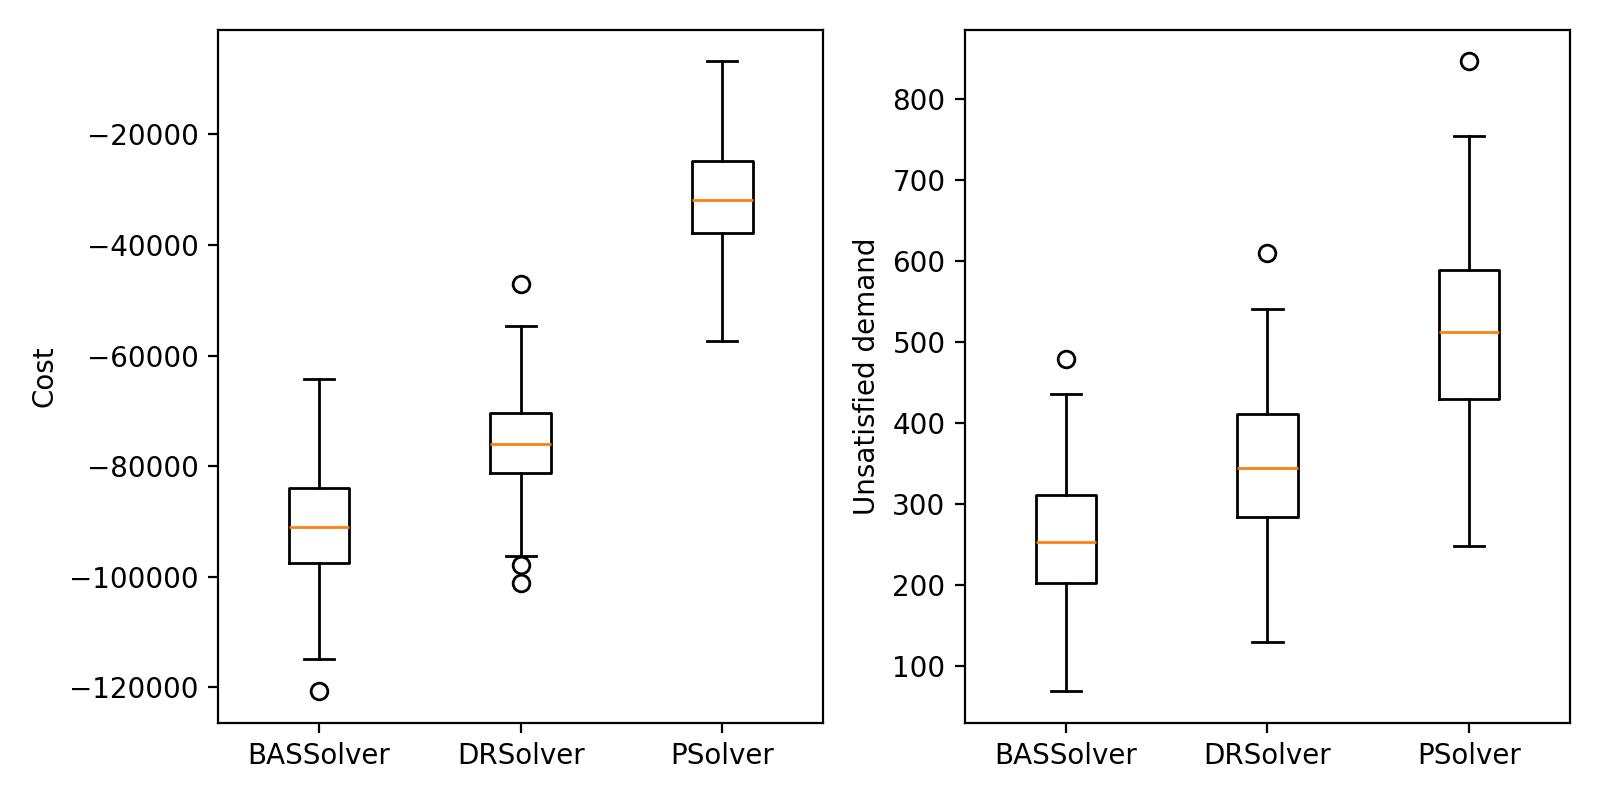 Cost
−20000
−40000
−60000
−80000
−100000
−120000
BASSolver
DRSolver
PSolver
Unsatisfied demand
800
700
600
500
400
300
200
100
BASSolver
DRSolver
PSolver